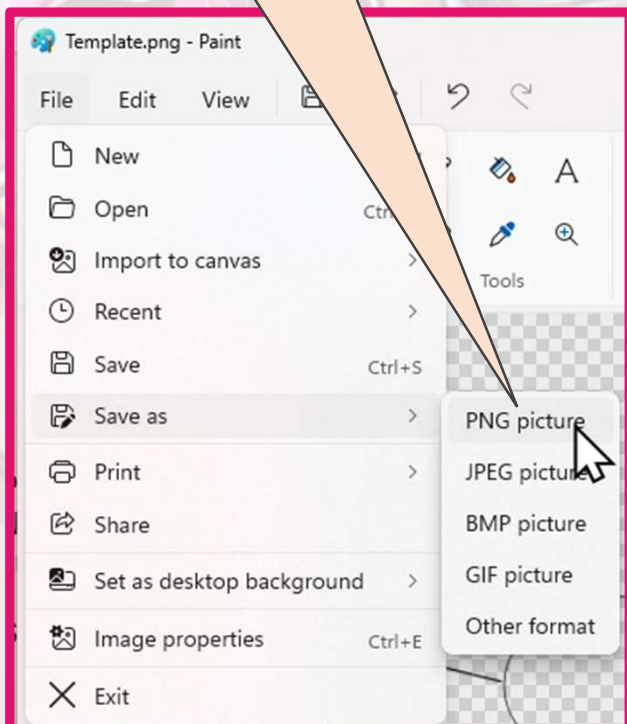 Template.png - Paint
File Edit View
New
Open
Import to canvas
Recent
Save Ctrl+S
Save as
Print
Share
Set as desktop background
Image properties Ctrl+E
Exit
A
Tools
PNG picture
JPEG picture
BMP picture
GIF picture
Other format